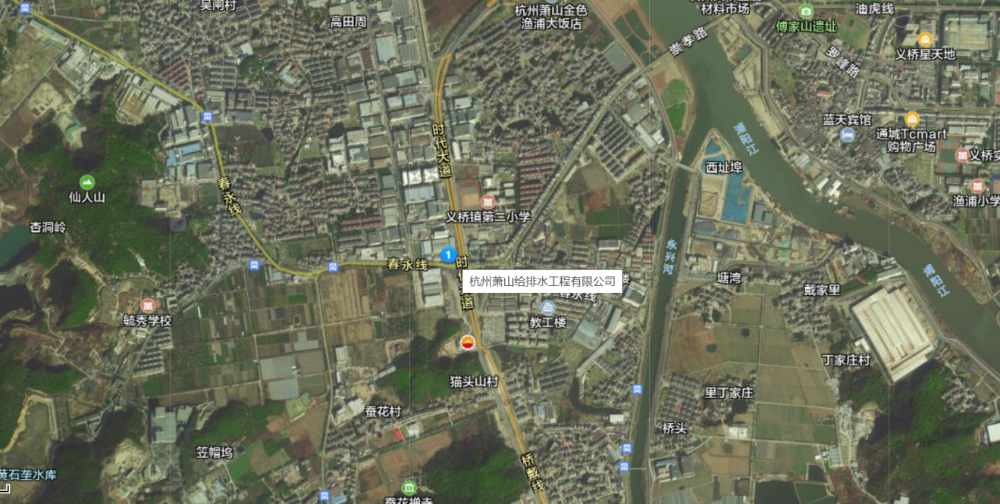 吴闸村
高田周
杭州萧山金色
渔浦大饭店
材料市场
油虎线
傅家山遗址
崇孝路
罗峰路
义桥星天地
时代大道
浦阳江
蓝天宾馆
通城Tcmart
购物广场
义桥实
西址埠
渔浦小学
春永线
仙人山
杏洞岭
义桥镇第二小学
永兴河
1
春永线
时代大道
杭州萧山给排水工程有限公司
春永线
塘湾
戴家里
浦阳江
毓秀学校
教工楼
丁家庄村
猫头山村
里丁家庄
蚕花村
桥头
笠帽坞
桥戴线
黄石垄水库
蚕花禅寺